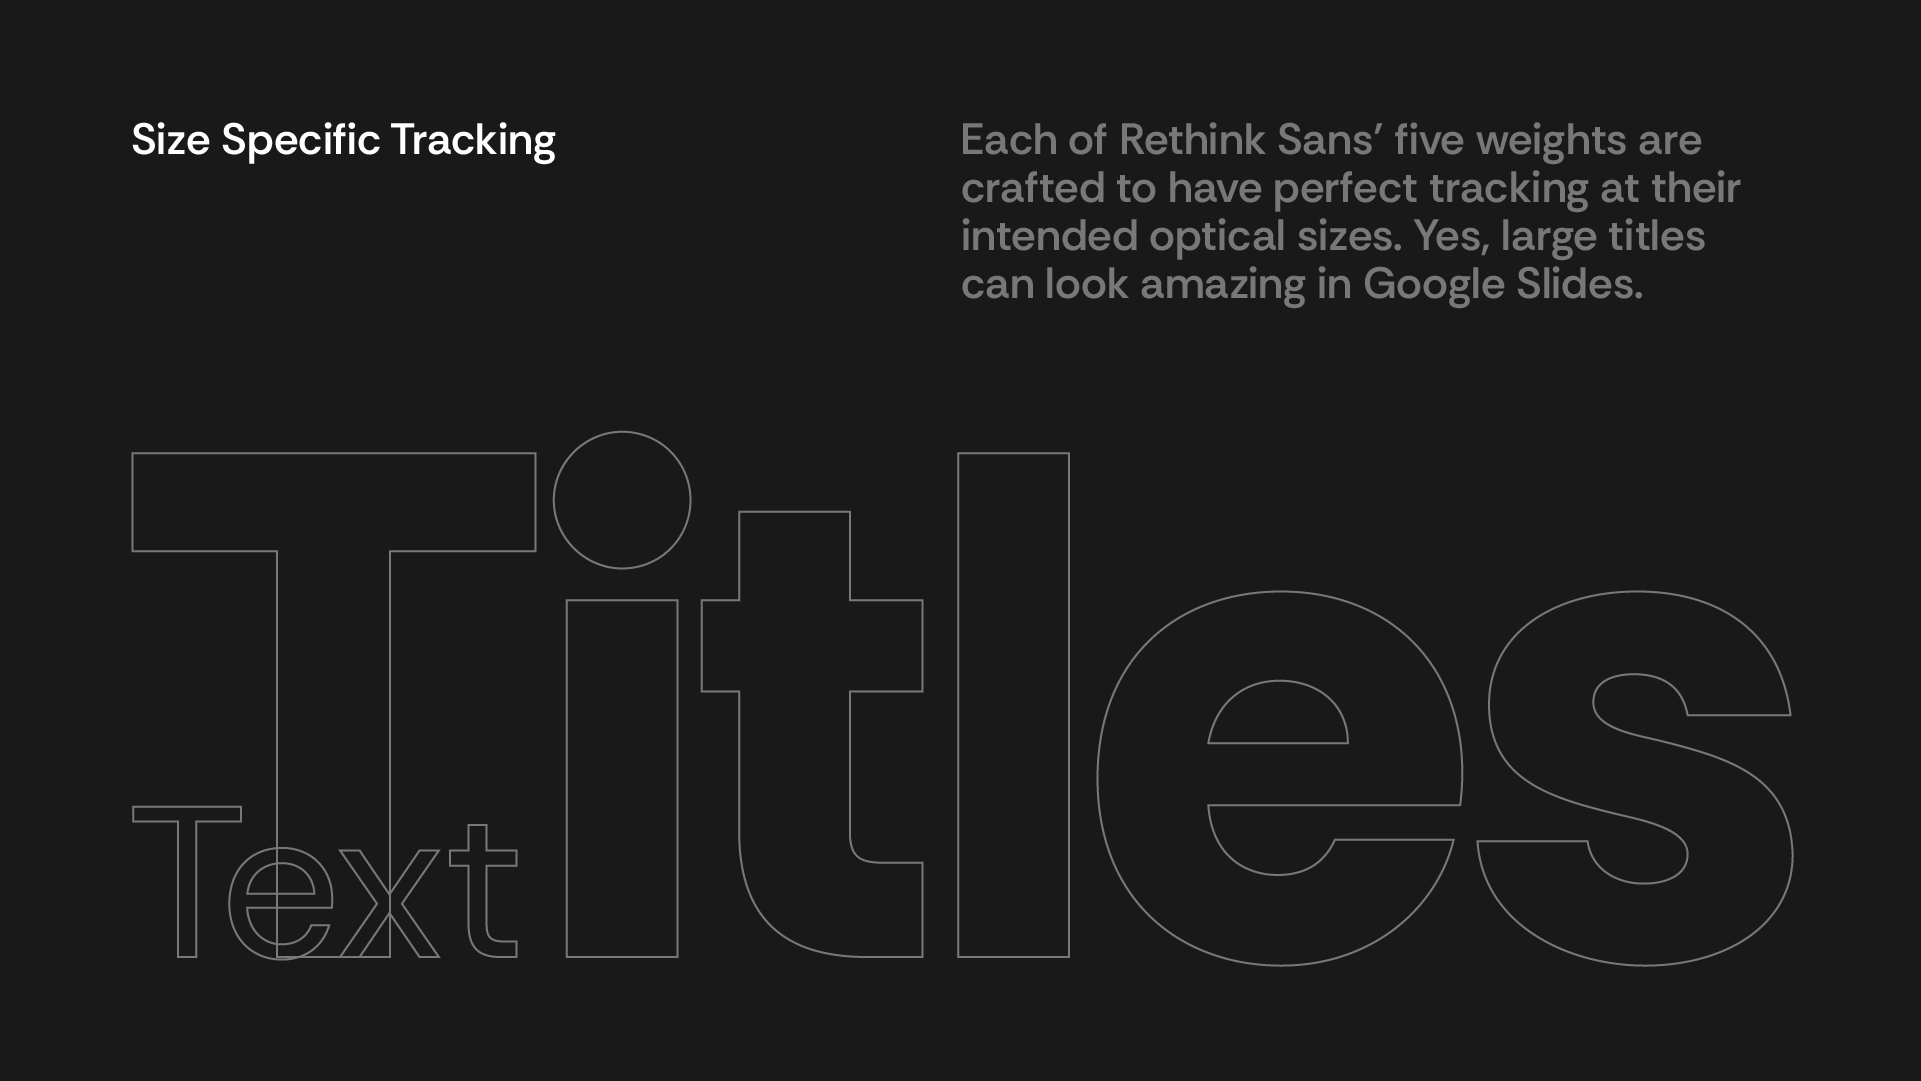 Size Specific Tracking
Each of Rethink Sans’ five weights are
crafted to have perfect tracking at their
intended optical sizes. Yes, large titles
can look amazing in Google Slides.
Titles
Text